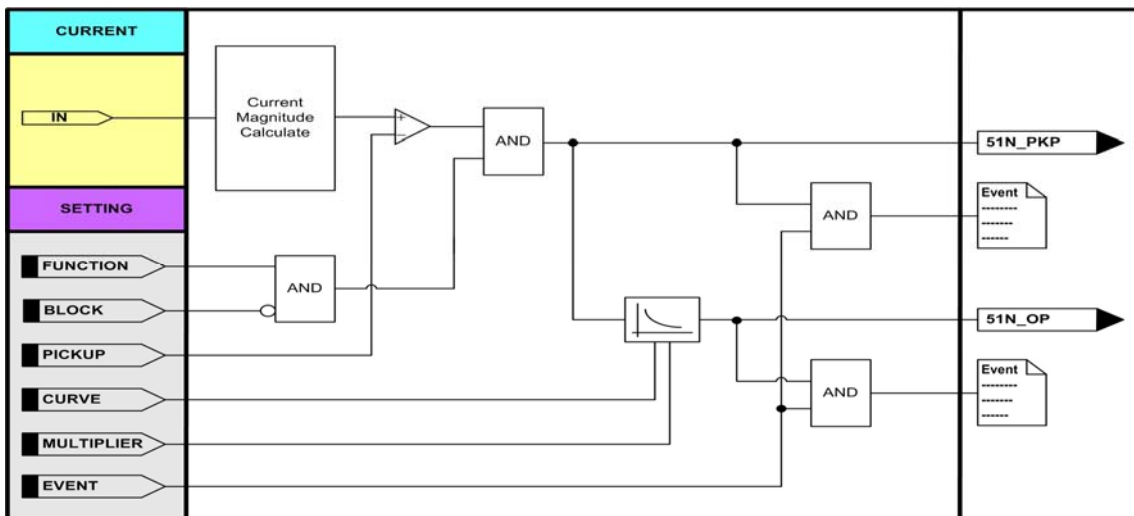 CURRENT
IN
Current
Magnitude
Calculate
+
−
AND
51N_PKP
SETTING
Event
--------
-------
------
AND
FUNCTION
AND
BLOCK
51N_OP
PICKUP
Event
--------
-------
------
AND
CURVE
MULTIPLIER
EVENT